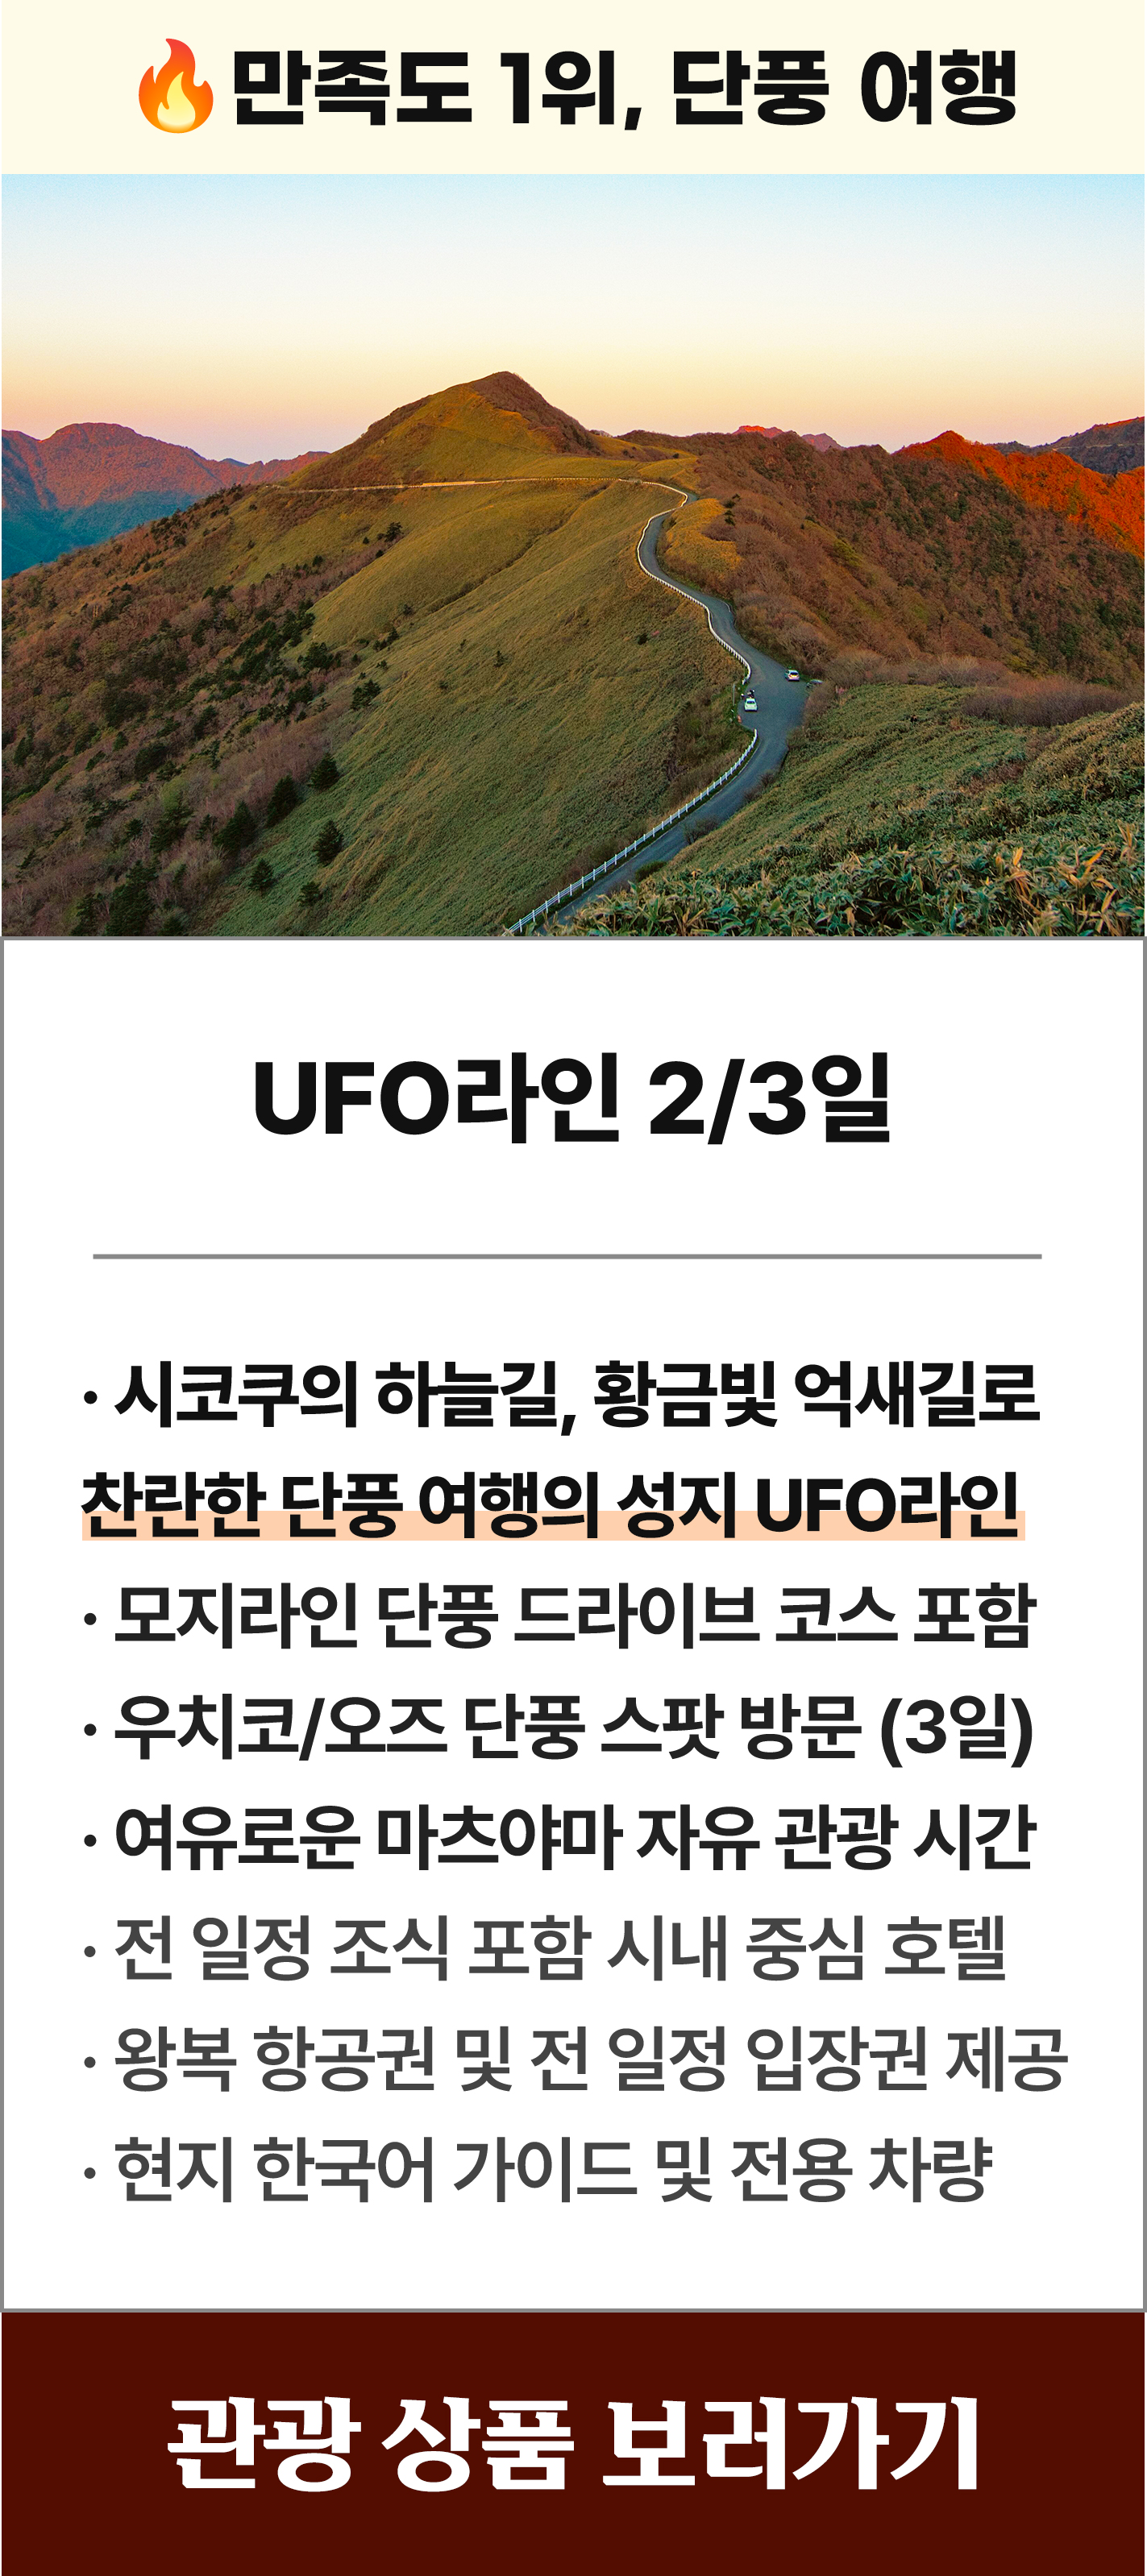 🔥만족도 1위, 단풍 여행
UFO라인 2/3일
· 시코쿠의 하늘길, 황금빛 억새길로
찬란한 단풍 여행의 성지 UFO라인
· 모지라인 단풍 드라이브 코스 포함
· 우치코/오즈 단풍 스팟 방문 (3일)
· 여유로운 마츠야마 자유 관광 시간
· 전 일정 조식 포함 시내 중심 호텔
· 왕복 항공권 및 전 일정 입장권 제공
· 현지 한국어 가이드 및 전용 차량
관광 상품 보러가기